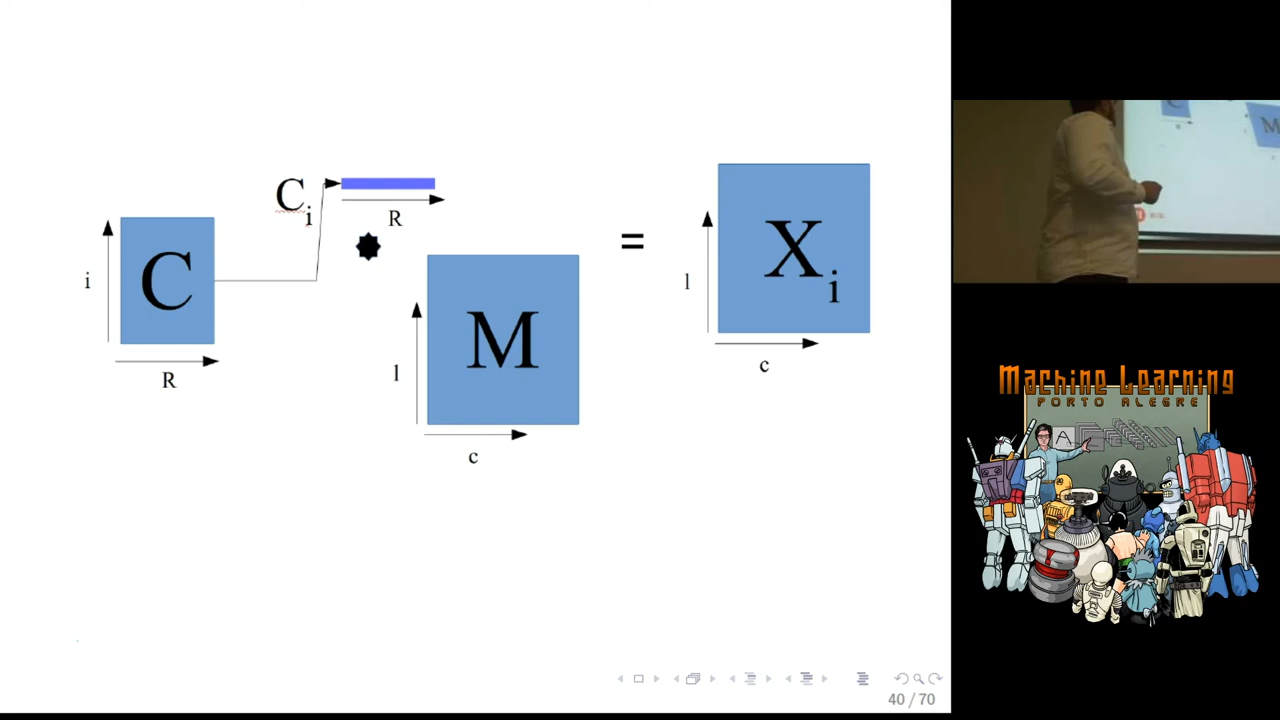 C
i
R
C i
R
M
l
c
=
X i
l
c
40 / 70
Machine Learning
PORTO ALEGRE
A
C
M